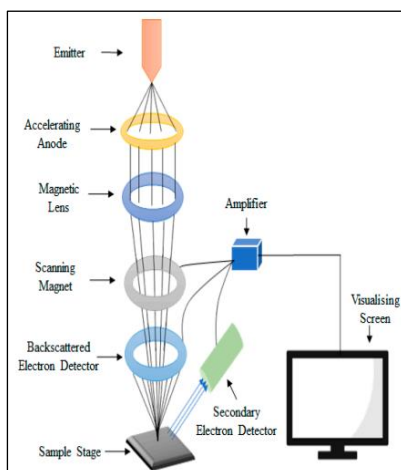 Emitter
Accelerating
Anode
Magnetic
Lens
Amplifier
Scanning
Magnet
Visualising
Screen
Backscattered
Electron Detector
Secondary
Electron Detector
Sample Stage